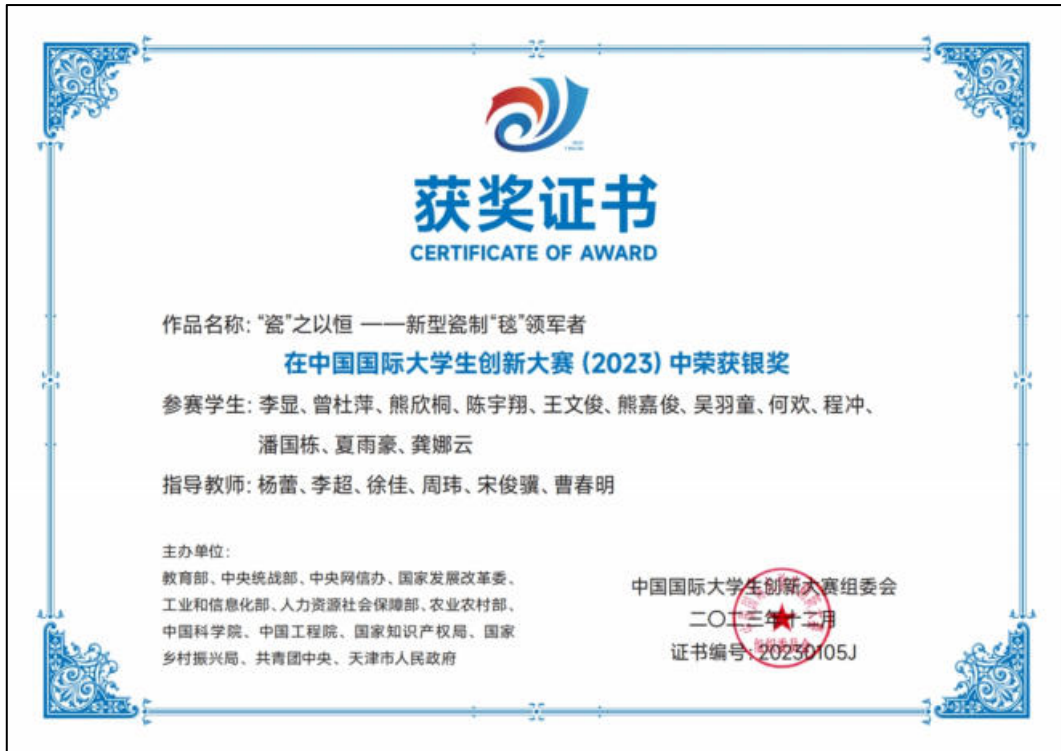 获奖证书
CERTIFICATE OF AWARD
作品名称：“瓷”之以恒 ——新型瓷制“毯”领军者
在中国国际大学生创新大赛（2023）中荣获银奖
参赛学生：李显、曾杜萍、熊欣桐、陈宇翔、王文俊、熊嘉俊、吴羽童、何欢、程冲、
潘国栋、夏雨豪、龚娜云
指导教师：杨蕾、李超、徐佳、周玮、宋俊骥、曹春明
主办单位：
教育部、中央统战部、中央网信办、国家发展改革委、
工业和信息化部、人力资源社会保障部、农业农村部、
中国科学院、中国工程院、国家知识产权局、国家
乡村振兴局、共青团中央、天津市人民政府
中国国际大学生创新大赛组委会
二〇二三年十二月
证书编号：20230105J